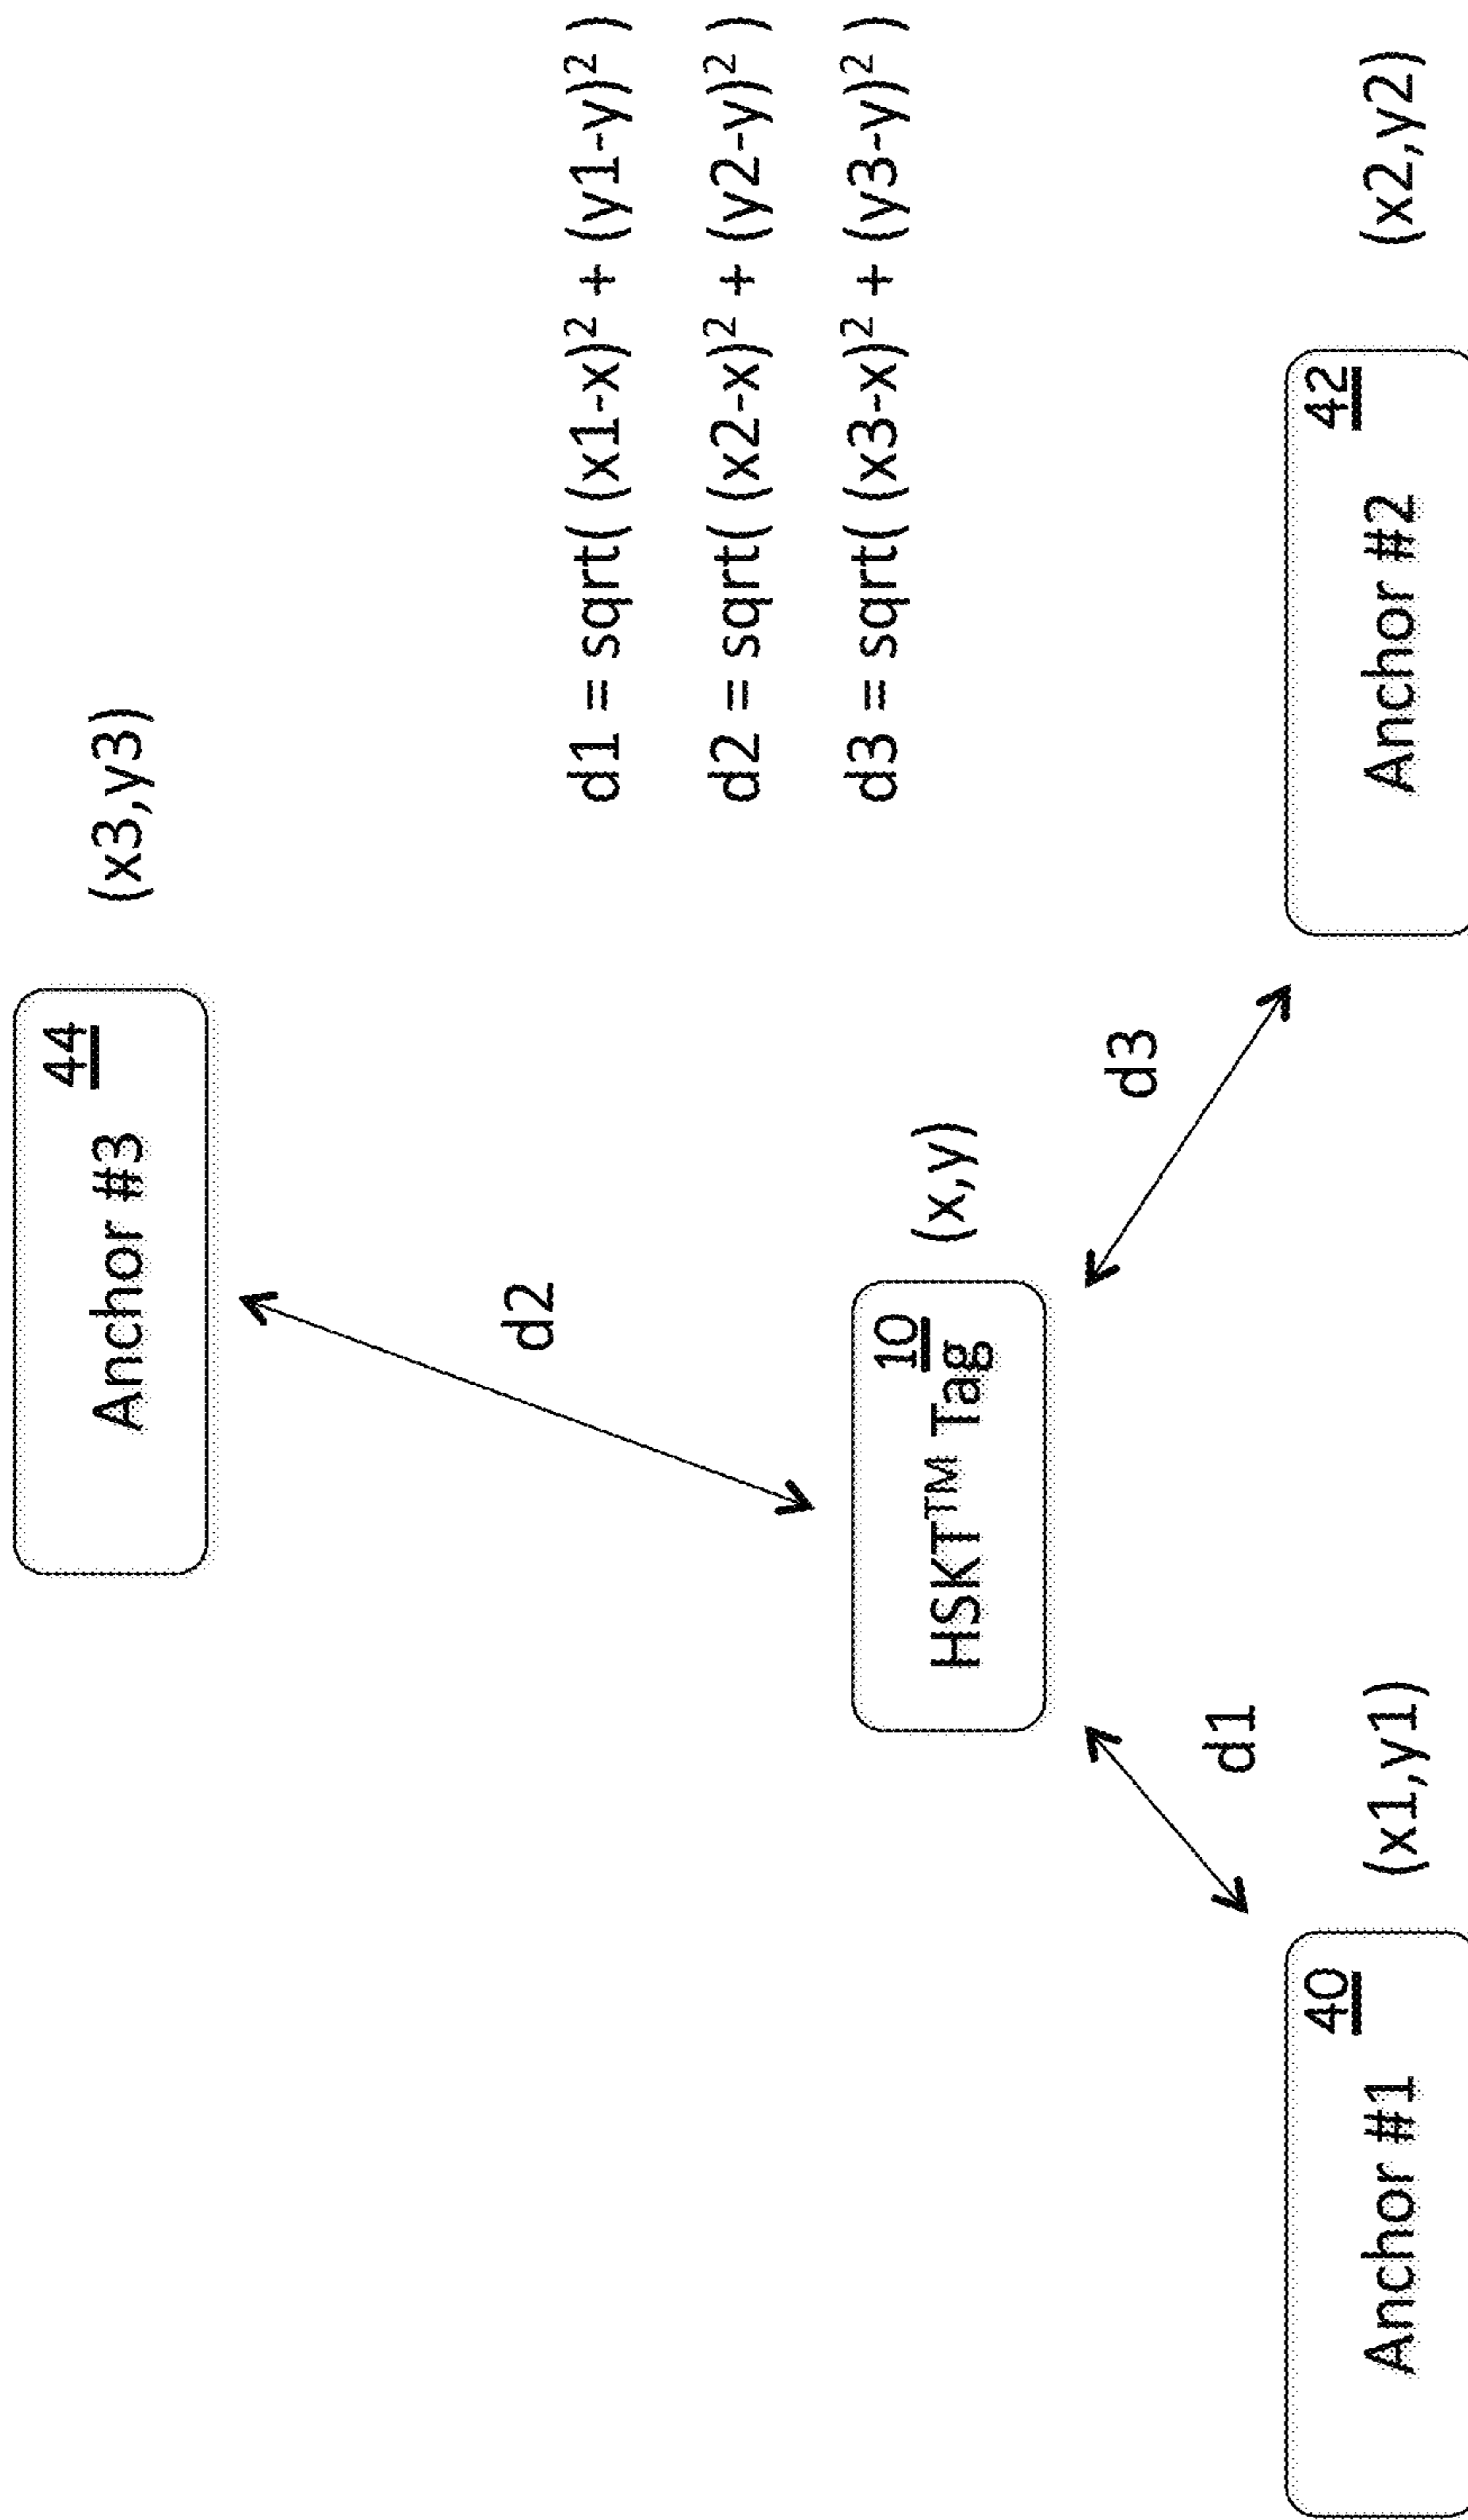 44
Anchor #3
(x3,y3)
d2
d1 = sqrt( (x1-x)² + (y1-y)² )
d2 = sqrt( (x2-x)² + (y2-y)² )
d3 = sqrt( (x3-x)² + (y3-y)² )
10
HSKT™ Tag
(x,y)
d3
d1
40
Anchor #1
(x1,y1)
42
Anchor #2
(x2,y2)